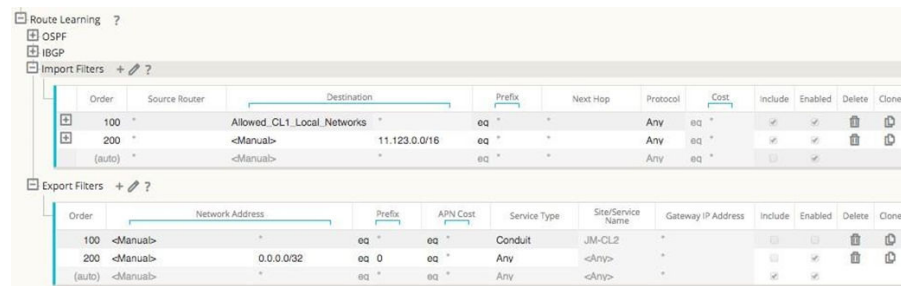 Route Learning ?
OSPF
IBGP
Import Filters + ?
Order Source Router Destination Prefix Next Hop Protocol Cost Include Enabled Delete Clone
100 * Allowed_CL1_Local_Networks * eq * * Any eq *
200 * <Manual> 11.123.0.0/16 eq * * Any eq *
(auto) * <Manual> * eq * * Any eq *
Export Filters + ?
Order Network Address Prefix APN Cost Service Type Site/Service Name Gateway IP Address Include Enabled Delete Clone
100 <Manual> * eq * eq * Conduit JM-CL2 *
200 <Manual> 0.0.0.0/32 eq 0 eq * Any <Any> *
(auto) <Manual> * eq * eq * Any <Any> *